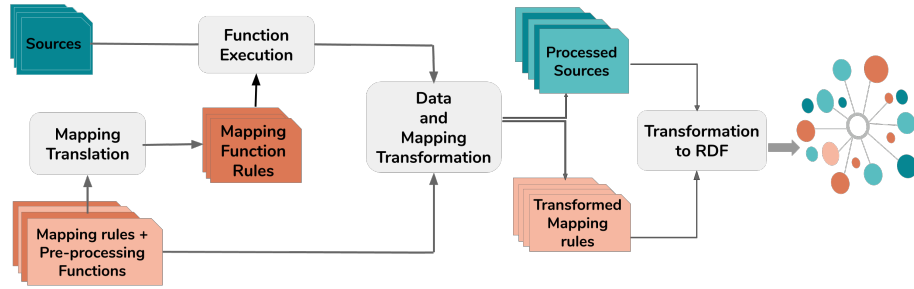 Sources
Function
Execution
Processed
Sources
Data
and
Mapping
Transformation
Mapping
Translation
Mapping
Function
Rules
Transformation
to RDF
Mapping rules +
Pre-processing
Functions
Transformed
Mapping
rules